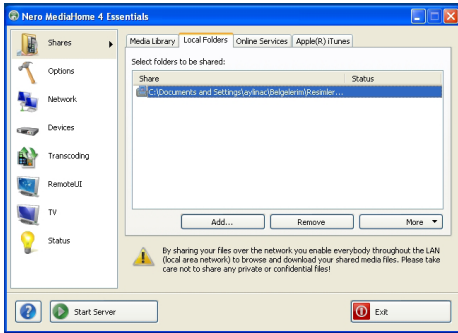 Nero MediaHome 4 Essentials
Shares
Options
Network
Devices
Transcoding
RemoteUI
TV
Status
Media Library
Local Folders
Online Services
Apple(R) iTunes
Select folders to be shared:
Share
Status
C:\Documents and Settings\aylinac\Belgelerim\Resimler...
Add...
Remove
More
By sharing your files over the network you enable everybody throughout the LAN
(local area network) to browse and download your shared media files. Please take
care not to share any private or confidential files!
Start Server
Exit